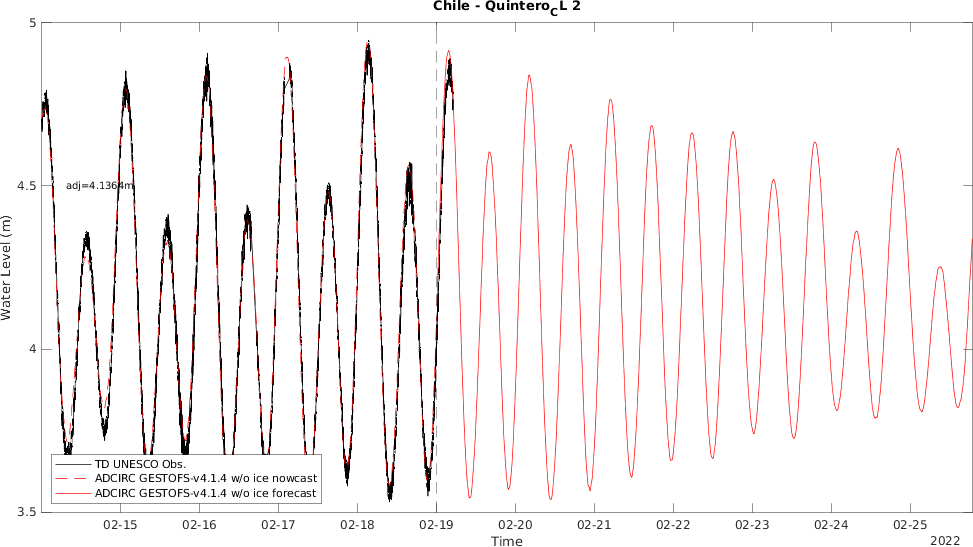 Chile - Quintero_CL 2
5
4.5
4
3.5
Water Level (m)
adj=4.1364m
TD UNESCO Obs.
ADCIRC GESTOFS-v4.1.4 w/o ice nowcast
ADCIRC GESTOFS-v4.1.4 w/o ice forecast
02-15 02-16 02-17 02-18 02-19 02-20 02-21 02-22 02-23 02-24 02-25
Time
2022